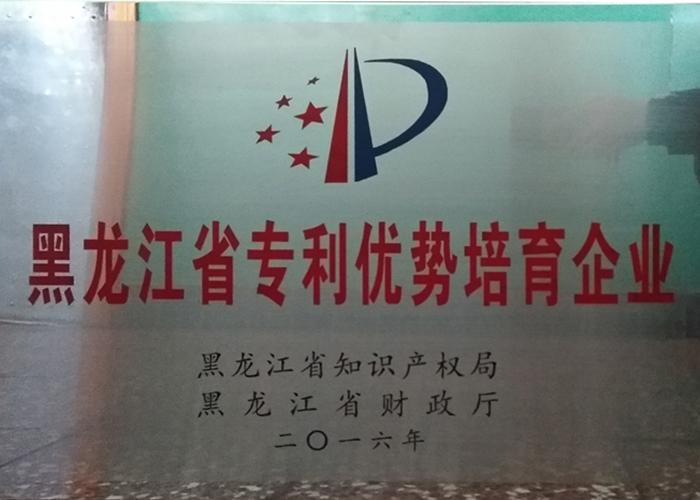 黑龙江省专利优势培育企业
黑龙江省知识产权局
黑龙江省财政厅
二〇一六年